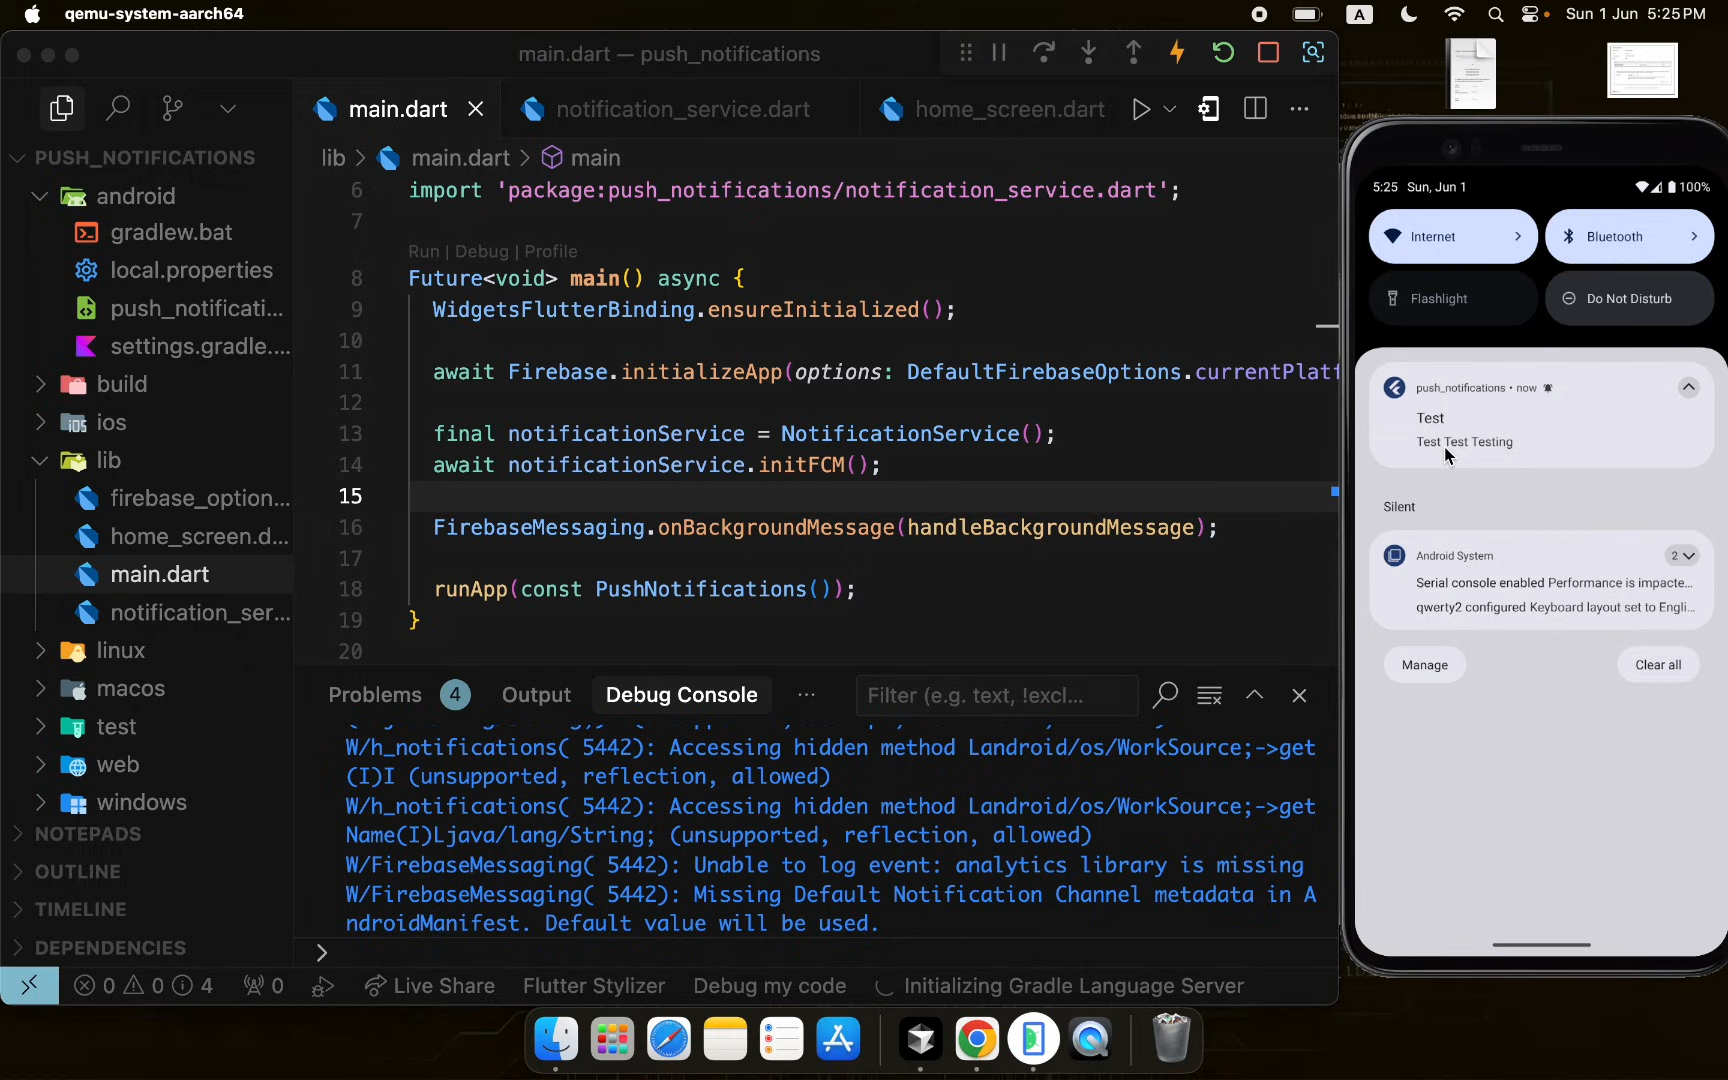 qemu-system-aarch64
A
Sun 1 Jun 5:25 PM
main.dart — push_notifications
main.dart
notification_service.dart
home_screen.dart
PUSH_NOTIFICATIONS
android
gradlew.bat
local.properties
push_notificati...
settings.gradle....
build
ios
lib
firebase_option...
home_screen.d...
main.dart
notification_ser...
linux
macos
test
web
windows
NOTEPADS
OUTLINE
TIMELINE
DEPENDENCIES
lib > main.dart > main
6 import 'package:push_notifications/notification_service.dart';
7
Run | Debug | Profile
8 Future<void> main() async {
9 WidgetsFlutterBinding.ensureInitialized();
10
11 await Firebase.initializeApp(options: DefaultFirebaseOptions.currentPlatf
12
13 final notificationService = NotificationService();
14 await notificationService.initFCM();
15
16 FirebaseMessaging.onBackgroundMessage(handleBackgroundMessage);
17
18 runApp(const PushNotifications());
19 }
20
Problems 4 Output Debug Console ... Filter (e.g. text, !excl...
W/h_notifications( 5442): Accessing hidden method Landroid/os/WorkSource;->get
(I)I (unsupported, reflection, allowed)
W/h_notifications( 5442): Accessing hidden method Landroid/os/WorkSource;->get
Name(I)Ljava/lang/String; (unsupported, reflection, allowed)
W/FirebaseMessaging( 5442): Unable to log event: analytics library is missing
W/FirebaseMessaging( 5442): Missing Default Notification Channel metadata in A
ndroidManifest. Default value will be used.
>
0 0 4 0 Live Share Flutter Stylizer Debug my code Initializing Gradle Language Server
5:25 Sun, Jun 1
100%
Internet
Bluetooth
Flashlight
Do Not Disturb
push_notifications • now
Test
Test Test Testing
Silent
Android System
2
Serial console enabled Performance is impacte...
qwerty2 configured Keyboard layout set to Engli...
Manage
Clear all